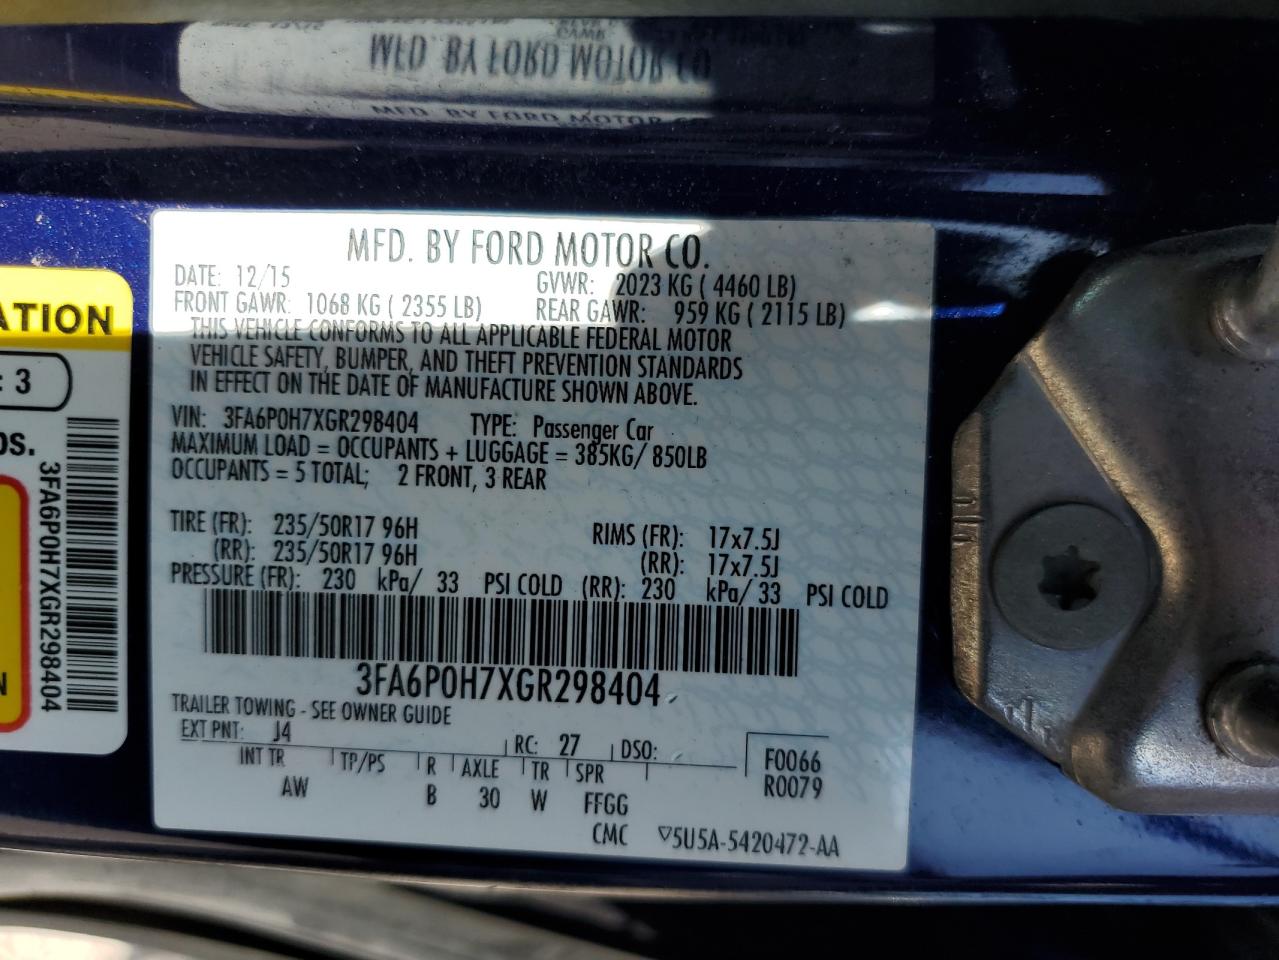 MFD. BY FORD MOTOR CO.
MFD. BY FORD MOTOR CO.
MFD. BY FORD MOTOR CO.
DATE: 12/15 GVWR: 2023 KG ( 4460 LB)
FRONT GAWR: 1068 KG ( 2355 LB) REAR GAWR: 959 KG ( 2115 LB)
THIS VEHICLE CONFORMS TO ALL APPLICABLE FEDERAL MOTOR
VEHICLE SAFETY, BUMPER, AND THEFT PREVENTION STANDARDS
IN EFFECT ON THE DATE OF MANUFACTURE SHOWN ABOVE.
VIN: 3FA6P0H7XGR298404 TYPE: Passenger Car
MAXIMUM LOAD = OCCUPANTS + LUGGAGE = 385KG/ 850LB
OCCUPANTS = 5 TOTAL; 2 FRONT, 3 REAR
TIRE (FR): 235/50R17 96H RIMS (FR): 17x7.5J
(RR): 235/50R17 96H (RR): 17x7.5J
PRESSURE (FR): 230 kPa/ 33 PSI COLD (RR): 230 kPa/ 33 PSI COLD
3FA6P0H7XGR298404
TRAILER TOWING - SEE OWNER GUIDE
EXT PNT: J4 RC: 27 DSO:
INT TR TP/PS R AXLE TR SPR
AW B 30 W FFGG
F0066
R0079
CMC ▽5U5A-5420472-AA
ATION
: 3
3FA6P0H7XGR298404